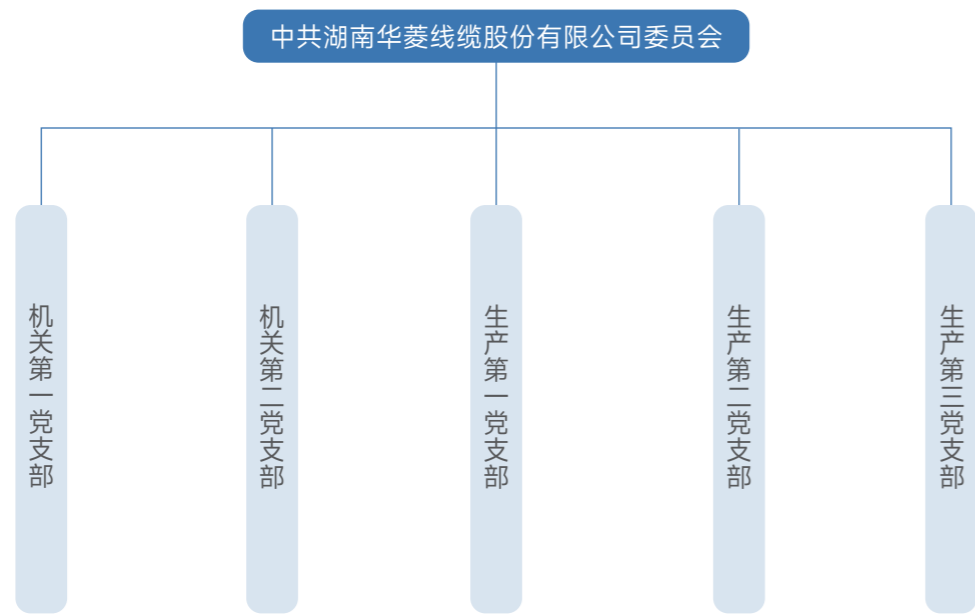 中共湖南华菱线缆股份有限公司委员会
机关第一党支部
机关第二党支部
生产第一党支部
生产第二党支部
生产第三党支部